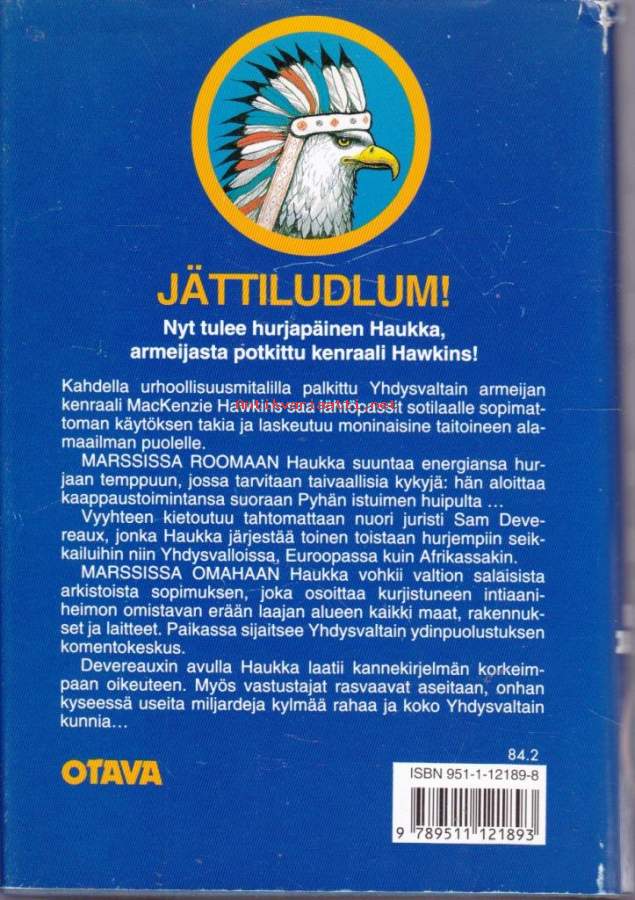 JÄTTILUDLUM!
Nyt tulee hurjapäinen Haukka,
armeijasta potkittu kenraali Hawkins!
Kahdella urhoollisuusmitalilla palkittu Yhdysvaltain armeijan
kenraali MacKenzie Hawkins saa lähtöpassit sotilaalle sopimat-
toman käytöksen takia ja laskeutuu moninaisine taitoineen ala-
maailman puolelle.
MARSSISSA ROOMAAN Haukka suuntaa energiansa hur-
jaan temppuun, jossa tarvitaan taivaallisia kykyjä: hän aloittaa
kaappaustoimintansa suoraan Pyhän istuimen huipulta ...
Vyyhteen kietoutuu tahtomattaan nuori juristi Sam Deve-
reaux, jonka Haukka järjestää toinen toistaan hurjempiin seik-
kailuihin niin Yhdysvalloissa, Euroopassa kuin Afrikassakin.
MARSSISSA OMAHAAN Haukka vohkii valtion salaisista
arkistoista sopimuksen, joka osoittaa kurjistuneen intiaani-
heimon omistavan erään laajan alueen kaikki maat, rakennuk-
set ja laitteet. Paikassa sijaitsee Yhdysvaltain ydinpuolustuksen
komentokeskus.
Devereauxin avulla Haukka laatii kannekirjelmän korkeim-
paan oikeuteen. Myös vastustajat rasvaavat aseitaan, onhan
kyseessä useita miljardeja kylmää rahaa ja koko Yhdysvaltain
kunnia...
84.2
OTAVA
ISBN 951-1-12189-8
9 789511 121893